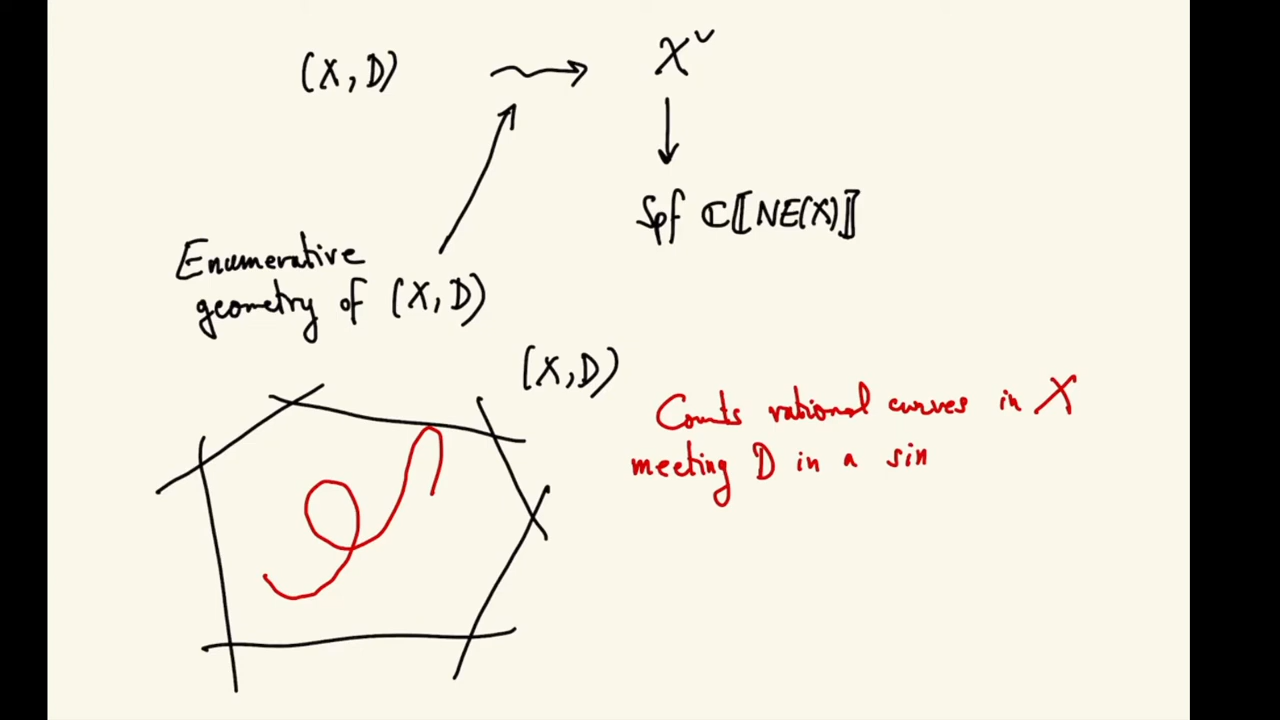 (X, D) ⇝ X^∨
↓
Spf ℂ⟦NE(X)⟧
Enumerative
geometry of (X, D)
(X, D)
Counts rational curves in X
meeting D in a sin